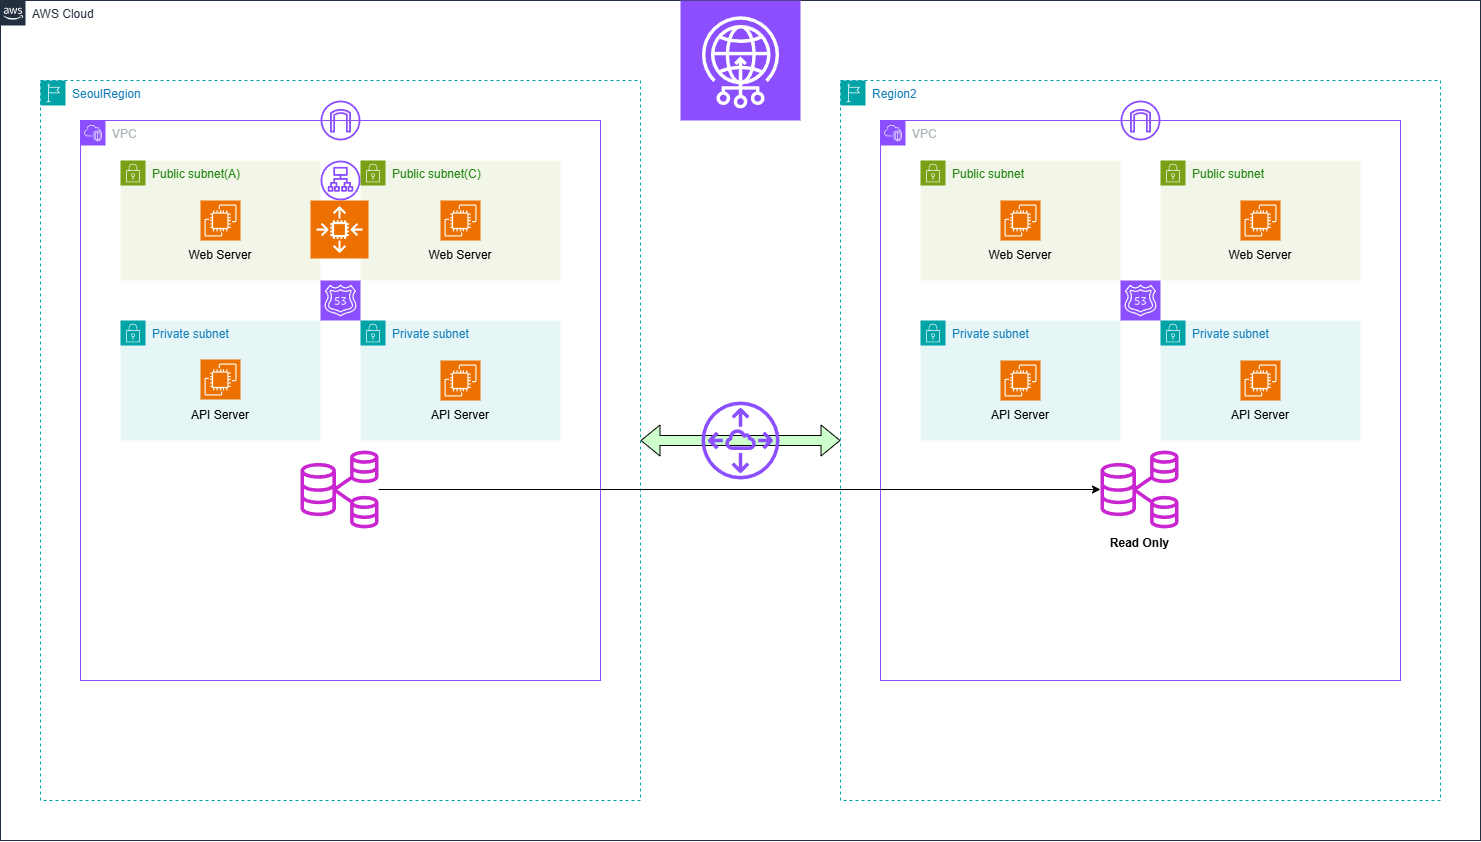 aws
AWS Cloud
SeoulRegion
VPC
Public subnet(A)
Public subnet(C)
Web Server
Web Server
53
Private subnet
Private subnet
API Server
API Server
Region2
VPC
Public subnet
Public subnet
Web Server
Web Server
53
Private subnet
Private subnet
API Server
API Server
Read Only